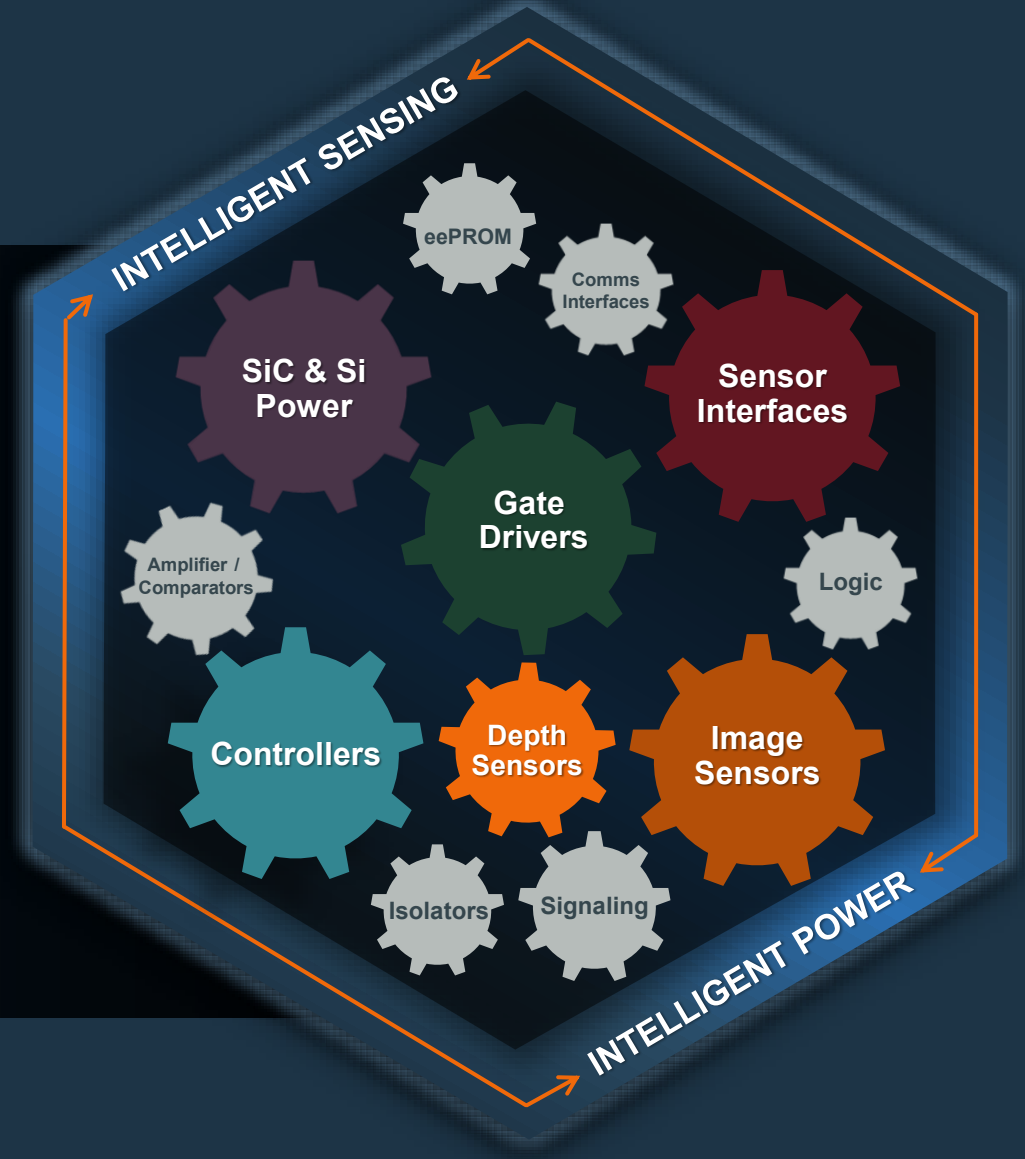 INTELLIGENT SENSING
eePROM
Comms
Interfaces
SiC & Si
Power
Sensor
Interfaces
Gate
Drivers
Amplifier /
Comparators
Logic
Controllers
Depth
Sensors
Image
Sensors
Isolators
Signaling
INTELLIGENT POWER